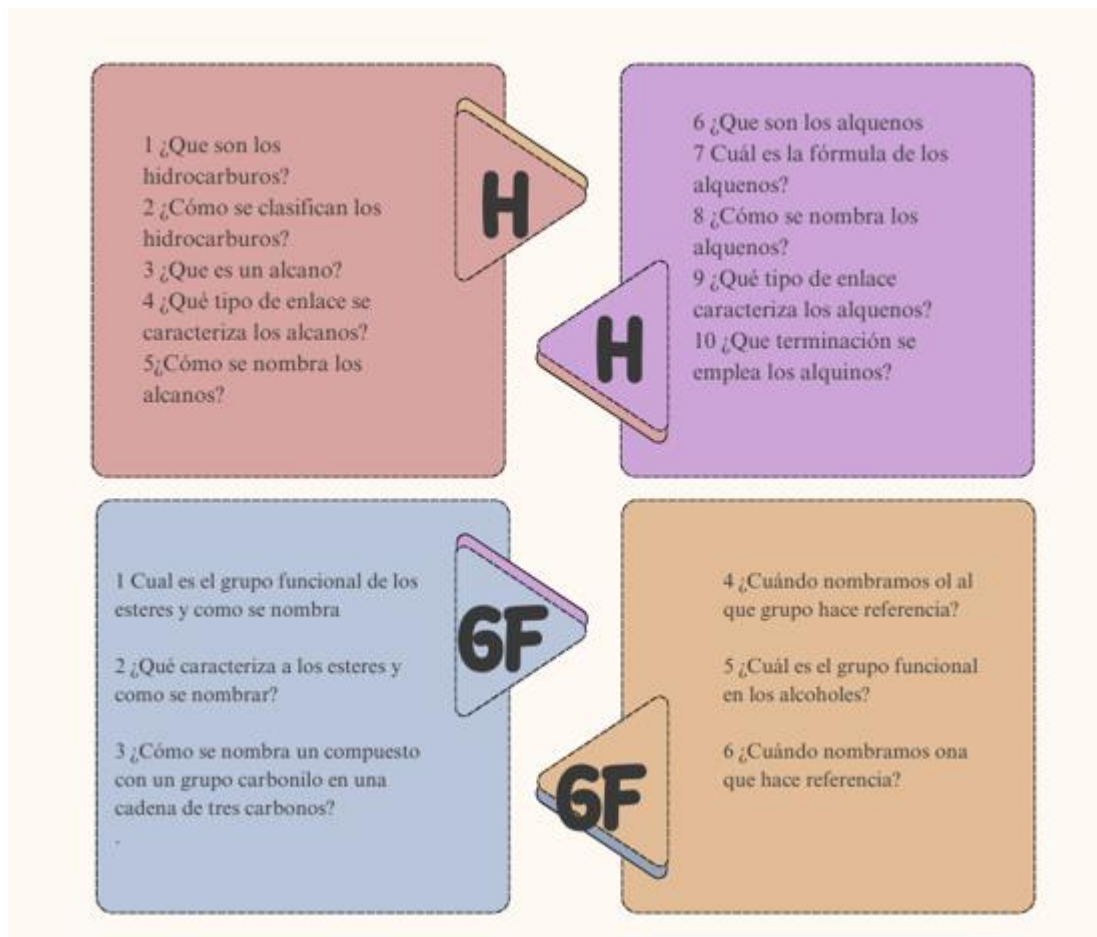 1 ¿Que son los
hidrocarburos?
2 ¿Cómo se clasifican los
hidrocarburos?
3 ¿Que es un alcano?
4 ¿Qué tipo de enlace se
caracteriza los alcanos?
5¿Cómo se nombra los
alcanos?
H
6 ¿Que son los alquenos
7 Cuál es la fórmula de los
alquenos?
8 ¿Cómo se nombra los
alquenos?
9 ¿Qué tipo de enlace
caracteriza los alquenos?
10 ¿Que terminación se
emplea los alquinos?
H
1 Cual es el grupo funcional de los
esteres y como se nombra
2 ¿Qué caracteriza a los esteres y
como se nombrar?
3 ¿Cómo se nombra un compuesto
con un grupo carbonilo en una
cadena de tres carbonos?
.
GF
4 ¿Cuándo nombramos ol al
que grupo hace referencia?
5 ¿Cuál es el grupo funcional
en los alcoholes?
6 ¿Cuándo nombramos ona
que hace referencia?
GF